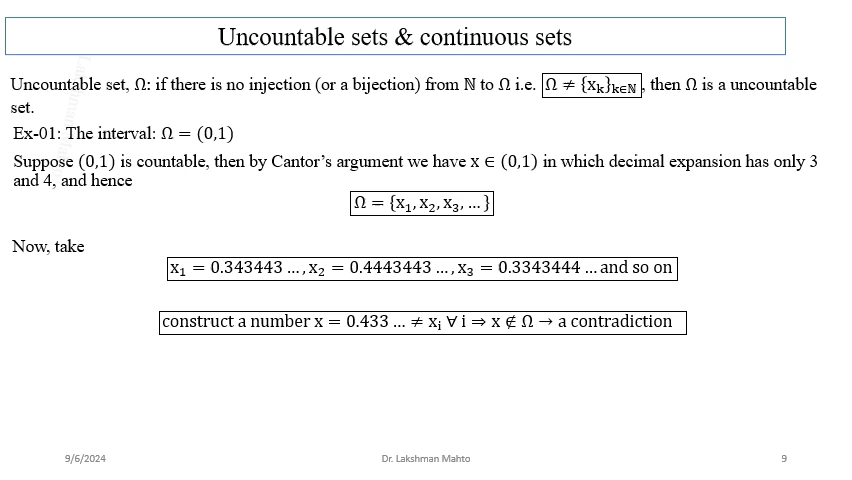 Uncountable sets & continuous sets
Uncountable set, Ω: if there is no injection (or a bijection) from ℕ to Ω i.e. Ω ≠ {xₖ}ₖ∈ℕ, then Ω is a uncountable
set.
Ex-01: The interval: Ω = (0,1)
Suppose (0,1) is countable, then by Cantor's argument we have x ∈ (0,1) in which decimal expansion has only 3
and 4, and hence
Ω = {x₁, x₂, x₃, … }
Now, take
x₁ = 0.343443 … , x₂ = 0.4443443 … , x₃ = 0.3343444 … and so on
construct a number x = 0.433 … ≠ xᵢ ∀ i ⇒ x ∉ Ω → a contradiction
9/6/2024
Dr. Lakshman Mahto
9